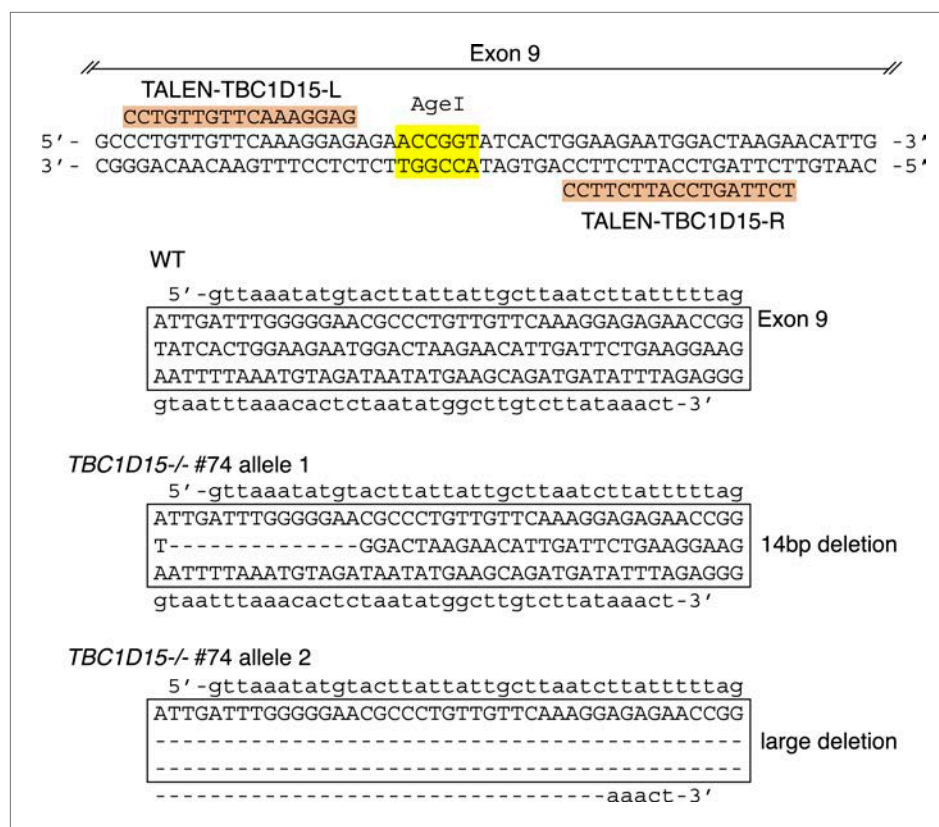 Exon 9
TALEN-TBC1D15-L
AgeI
CCTGTTGTTCAAAGGAG
5'- GCCCTGTTGTTCAAAGGAGAGAACCGGTATCACTGGAAGAATGGACTAAGAACATTG -3'
3'- CGGGACAACAAGTTTCCTCTCTTGGCCATAGTGACCTTCTTACCTGATTCTTGTAAC -5'
CCTTCTTACCTGATTCT
TALEN-TBC1D15-R
WT
5'-gttaaatatgtacttattattgcttaatcttatttttag
ATTGATTTGGGGGAACGCCCTGTTGTTCAAAGGAGAGAACCGG Exon 9
TATCACTGGAAGAATGGACTAAGAACATTGATTCTGAAGGAAG
AATTTTAAATGTAGATAATATGAAGCAGATGATATTTAGAGGG
gtaatttaaacactctaatatggcttgtcttataaact-3'
TBC1D15-/- #74 allele 1
5'-gttaaatatgtacttattattgcttaatcttatttttag
ATTGATTTGGGGGAACGCCCTGTTGTTCAAAGGAGAGAACCGG
T--------------GGACTAAGAACATTGATTCTGAAGGAAG 14bp deletion
AATTTTAAATGTAGATAATATGAAGCAGATGATATTTAGAGGG
gtaatttaaacactctaatatggcttgtcttataaact-3'
TBC1D15-/- #74 allele 2
5'-gttaaatatgtacttattattgcttaatcttatttttag
ATTGATTTGGGGGAACGCCCTGTTGTTCAAAGGAGAGAACCGG
------------------------------------------- large deletion
-------------------------------------------
---------------------------------aaact-3'